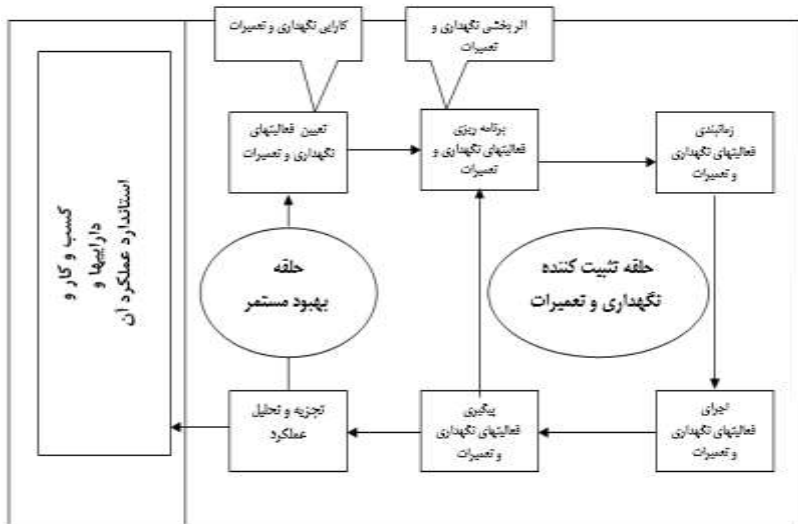 کارایی نگهداری و تعمیرات
اثر بخشی نگهداری و
تعمیرات
تعیین فعالیتهای
نگهداری و تعمیرات
برنامه ریزی
فعالیتهای نگهداری و
تعمیرات
زمانبندی
فعالیتهای نگهداری
و تعمیرات
حلقه
بهبود مستمر
حلقه تثبیت کننده
نگهداری و تعمیرات
اجرای
فعالیتهای نگهداری
و تعمیرات
پیگیری
فعالیتهای نگهداری
و تعمیرات
تجزیه و تحلیل
عملکرد
کسب و کار و
داراییها و
استاندارد عملکرد آن